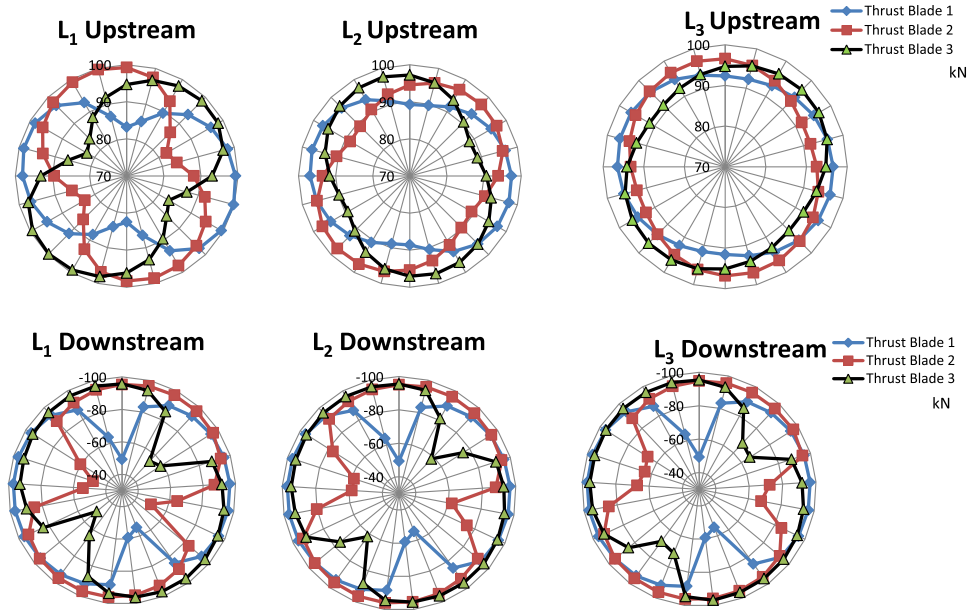 L1 Upstream
100
90
80
70
L2 Upstream
100
90
80
70
L3 Upstream
100
90
80
70
Thrust Blade 1
Thrust Blade 2
Thrust Blade 3
kN
L1 Downstream
-100
-80
-60
-40
L2 Downstream
-100
-80
-60
-40
L3 Downstream
-100
-80
-60
-40
Thrust Blade 1
Thrust Blade 2
Thrust Blade 3
kN